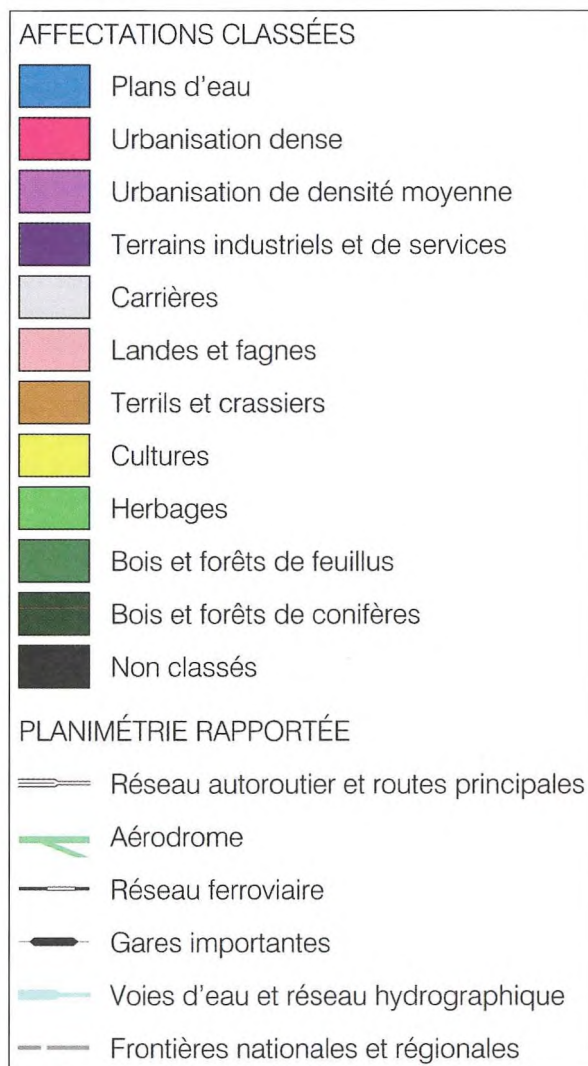 AFFECTATIONS CLASSÉES
Plans d'eau
Urbanisation dense
Urbanisation de densité moyenne
Terrains industriels et de services
Carrières
Landes et fagnes
Terrils et crassiers
Cultures
Herbages
Bois et forêts de feuillus
Bois et forêts de conifères
Non classés
PLANIMÉTRIE RAPPORTÉE
Réseau autoroutier et routes principales
Aérodrome
Réseau ferroviaire
Gares importantes
Voies d'eau et réseau hydrographique
Frontières nationales et régionales